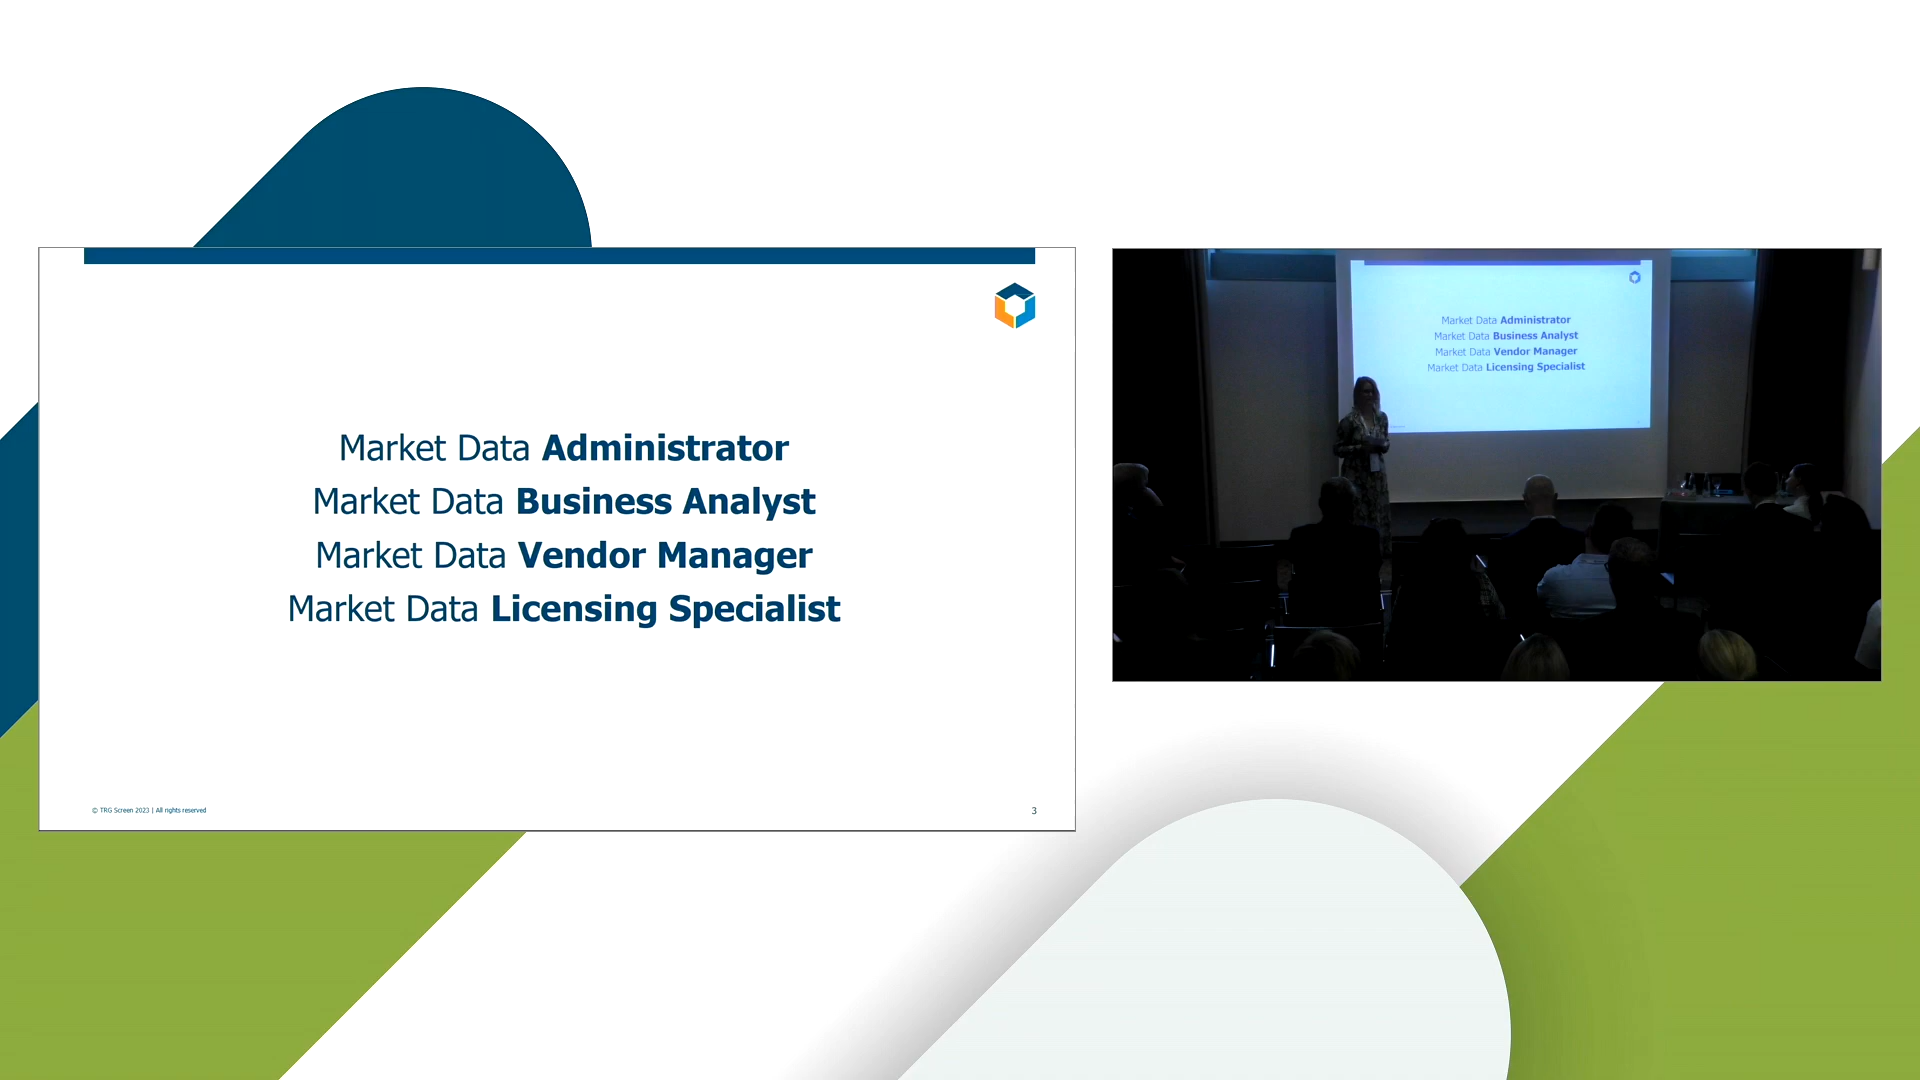 Market Data Administrator
Market Data Business Analyst
Market Data Vendor Manager
Market Data Licensing Specialist
© TRG Screen 2023 | All rights reserved
3
Market Data Administrator
Market Data Business Analyst
Market Data Vendor Manager
Market Data Licensing Specialist